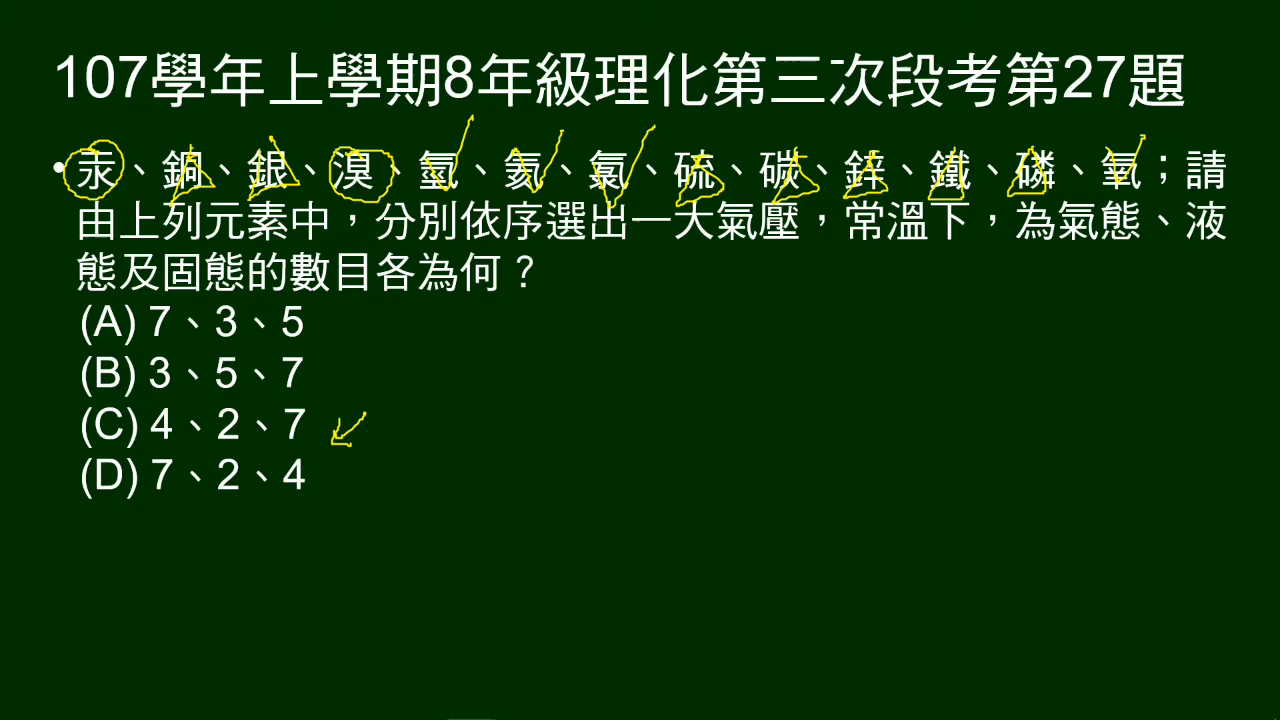 107學年上學期8年級理化第三次段考第27題
•汞、銅、銀、溴、氫、氦、氯、硫、碳、鋅、鐵、磷、氧；請
由上列元素中，分別依序選出一大氣壓，常溫下，為氣態、液
態及固態的數目各為何？
(A) 7、3、5
(B) 3、5、7
(C) 4、2、7
(D) 7、2、4